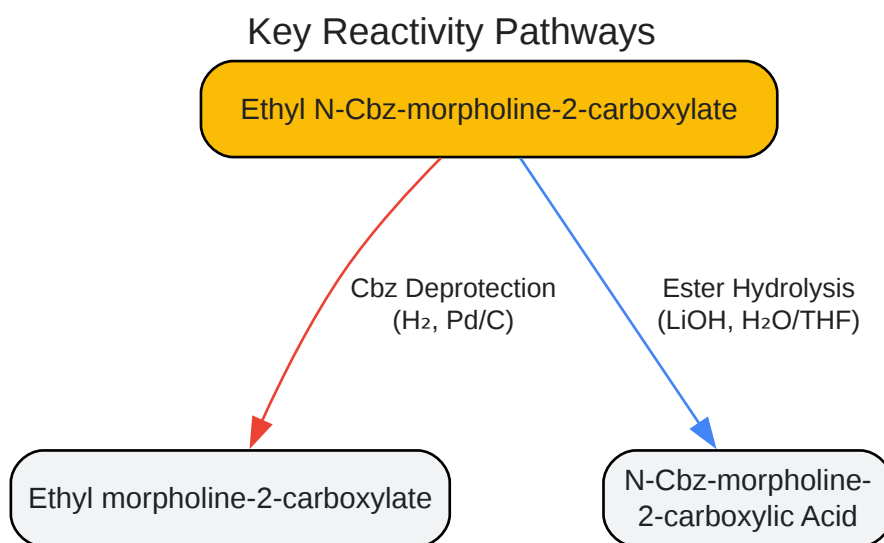 Key Reactivity Pathways
Ethyl N-Cbz-morpholine-2-carboxylate
Cbz Deprotection
(H₂, Pd/C)
Ester Hydrolysis
(LiOH, H₂O/THF)
Ethyl morpholine-2-carboxylate
N-Cbz-morpholine-
2-carboxylic Acid